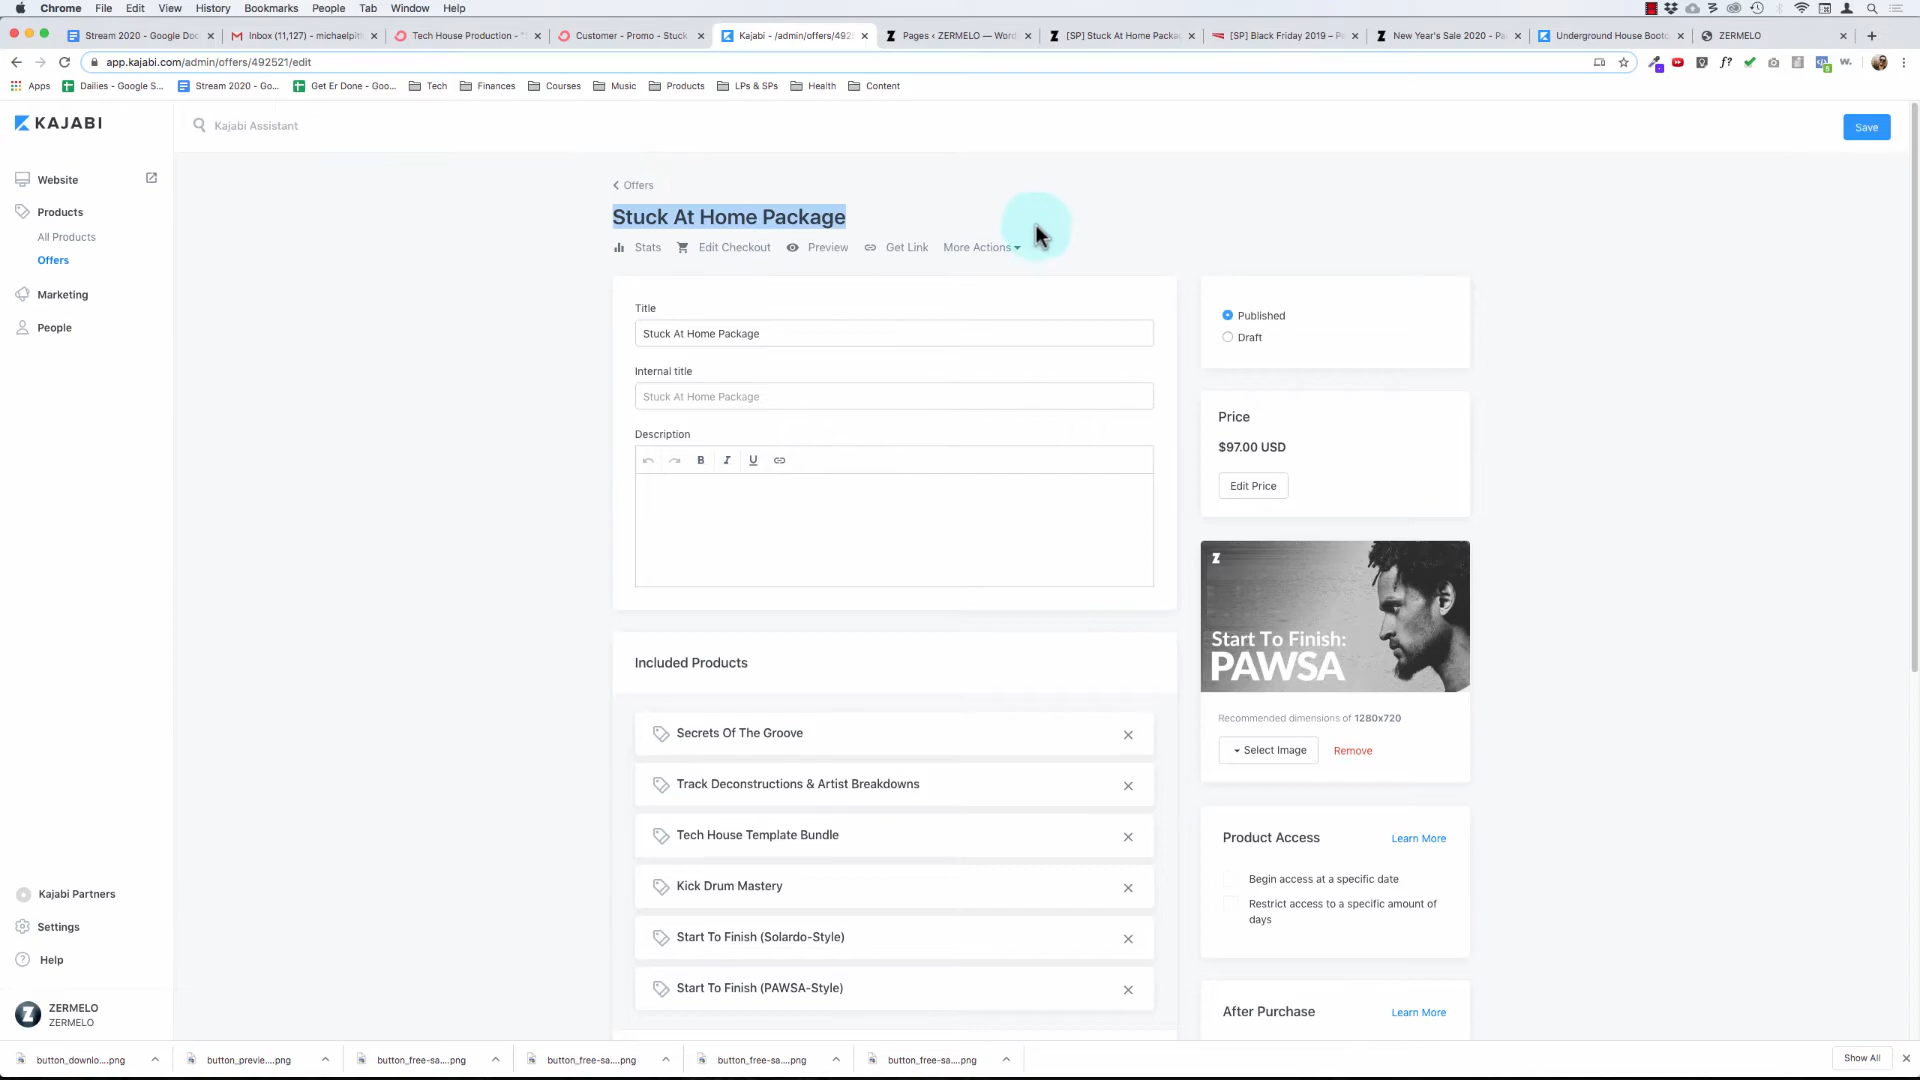 Chrome File Edit View History Bookmarks People Tab Window Help
Stream 2020 - Google Doc
Inbox (11,127) - michaelpitt
Tech House Production - "S
Customer - Promo - Stuck
Kajabi - /admin/offers/492
Pages ‹ ZERMELO — Word
[SP] Stuck At Home Packag
[SP] Black Friday 2019 – Pa
New Year's Sale 2020 - Pa
Underground House Bootc
ZERMELO
app.kajabi.com/admin/offers/492521/edit
Apps
Dailies - Google S...
Stream 2020 - Go...
Get Er Done - Goo...
Tech
Finances
Courses
Music
Products
LPs & SPs
Health
Content
KAJABI
Kajabi Assistant
Save
Website
Products
All Products
Offers
Marketing
People
Offers
Stuck At Home Package
Stats
Edit Checkout
Preview
Get Link
More Actions
Title
Stuck At Home Package
Internal title
Stuck At Home Package
Description
B I U
Included Products
Secrets Of The Groove
Track Deconstructions & Artist Breakdowns
Tech House Template Bundle
Kick Drum Mastery
Start To Finish (Solardo-Style)
Start To Finish (PAWSA-Style)
Published
Draft
Price
$97.00 USD
Edit Price
Z
Start To Finish:
PAWSA
Recommended dimensions of 1280x720
Select Image
Remove
Product Access
Learn More
Begin access at a specific date
Restrict access to a specific amount of
days
After Purchase
Learn More
Kajabi Partners
Settings
Help
Z
ZERMELO
ZERMELO
button_downlo....png
button_previe....png
button_free-sa....png
button_free-sa....png
button_free-sa....png
button_free-sa....png
Show All